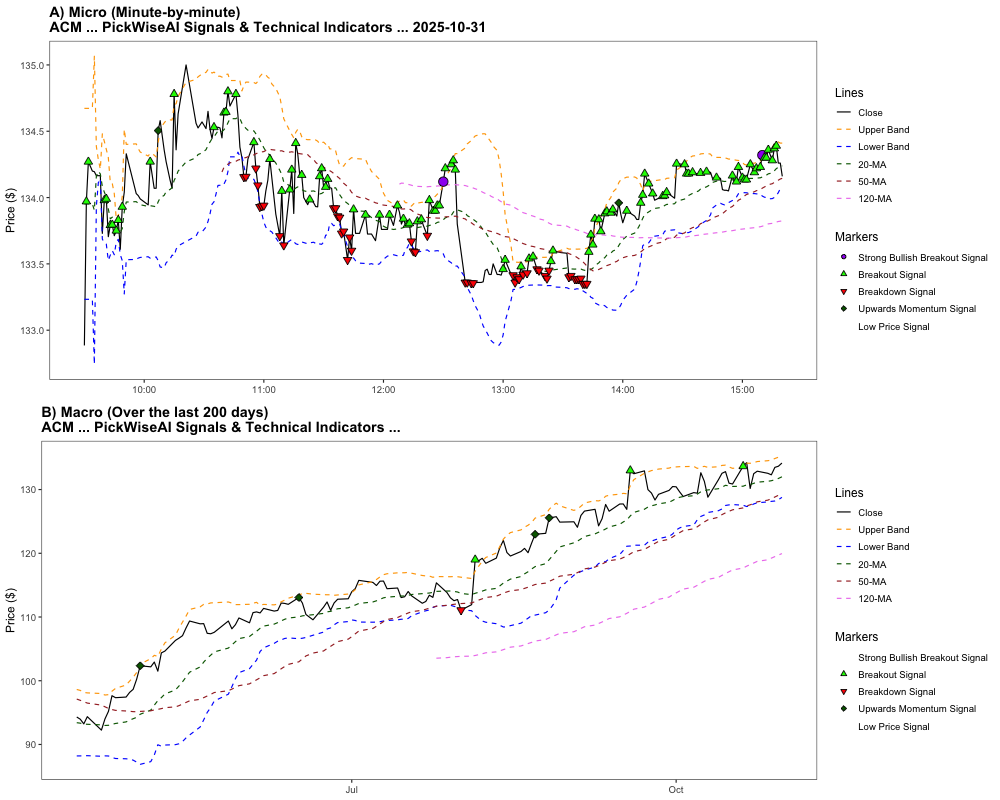 A) Micro (Minute-by-minute)
ACM ... PickWiseAI Signals & Technical Indicators ... 2025-10-31
Price ($)
135.0
134.5
134.0
133.5
133.0
10:00
11:00
12:00
13:00
14:00
15:00
Lines
Close
Upper Band
Lower Band
20-MA
50-MA
120-MA
Markers
Strong Bullish Breakout Signal
Breakout Signal
Breakdown Signal
Upwards Momentum Signal
Low Price Signal
B) Macro (Over the last 200 days)
ACM ... PickWiseAI Signals & Technical Indicators ...
Price ($)
130
120
110
100
90
Jul
Oct
Lines
Close
Upper Band
Lower Band
20-MA
50-MA
120-MA
Markers
Strong Bullish Breakout Signal
Breakout Signal
Breakdown Signal
Upwards Momentum Signal
Low Price Signal